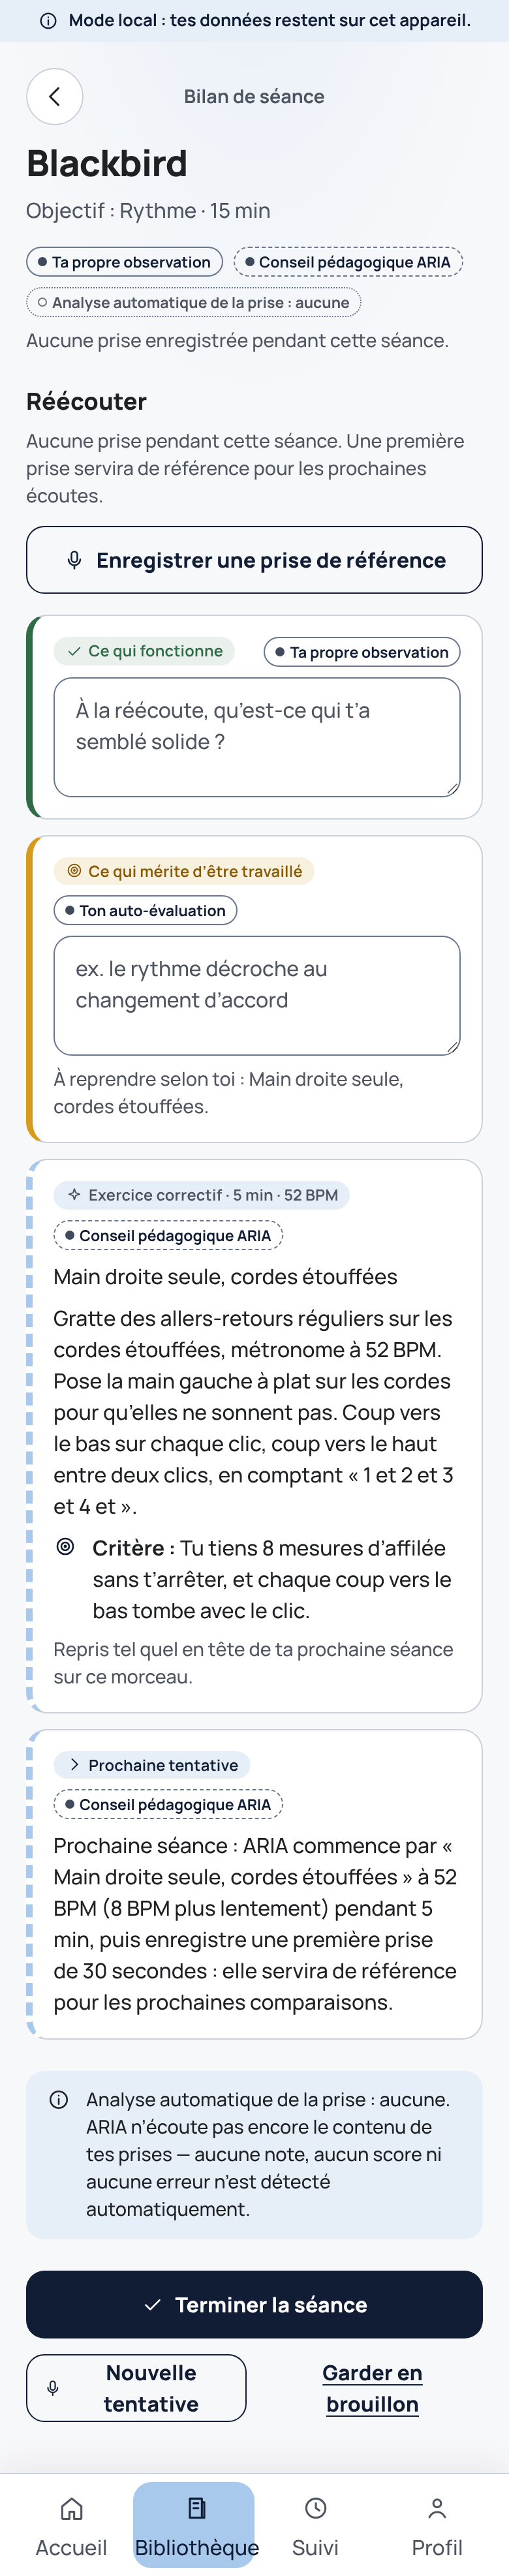 Mode local : tes données restent sur cet appareil.
Bilan de séance
Blackbird
Objectif : Rythme · 15 min
Ta propre observation
Conseil pédagogique ARIA
Analyse automatique de la prise : aucune
Aucune prise enregistrée pendant cette séance.
Réécouter
Aucune prise pendant cette séance. Une première
prise servira de référence pour les prochaines
écoutes.
Enregistrer une prise de référence
Ce qui fonctionne
Ta propre observation
À la réécoute, qu’est-ce qui t’a
semblé solide ?
Ce qui mérite d’être travaillé
Ton auto-évaluation
ex. le rythme décroche au
changement d’accord
À reprendre selon toi : Main droite seule,
cordes étouffées.
Exercice correctif · 5 min · 52 BPM
Conseil pédagogique ARIA
Main droite seule, cordes étouffées
Gratte des allers-retours réguliers sur les
cordes étouffées, métronome à 52 BPM.
Pose la main gauche à plat sur les cordes
pour qu’elles ne sonnent pas. Coup vers
le bas sur chaque clic, coup vers le haut
entre deux clics, en comptant « 1 et 2 et 3
et 4 et ».
Critère : Tu tiens 8 mesures d’affilée
sans t’arrêter, et chaque coup vers le
bas tombe avec le clic.
Repris tel quel en tête de ta prochaine séance
sur ce morceau.
Prochaine tentative
Conseil pédagogique ARIA
Prochaine séance : ARIA commence par «
Main droite seule, cordes étouffées » à 52
BPM (8 BPM plus lentement) pendant 5
min, puis enregistre une première prise
de 30 secondes : elle servira de référence
pour les prochaines comparaisons.
Analyse automatique de la prise : aucune.
ARIA n’écoute pas encore le contenu de
tes prises — aucune note, aucun score ni
aucune erreur n’est détecté
automatiquement.
Terminer la séance
Nouvelle
tentative
Garder en
brouillon
Accueil
Bibliothèque
Suivi
Profil